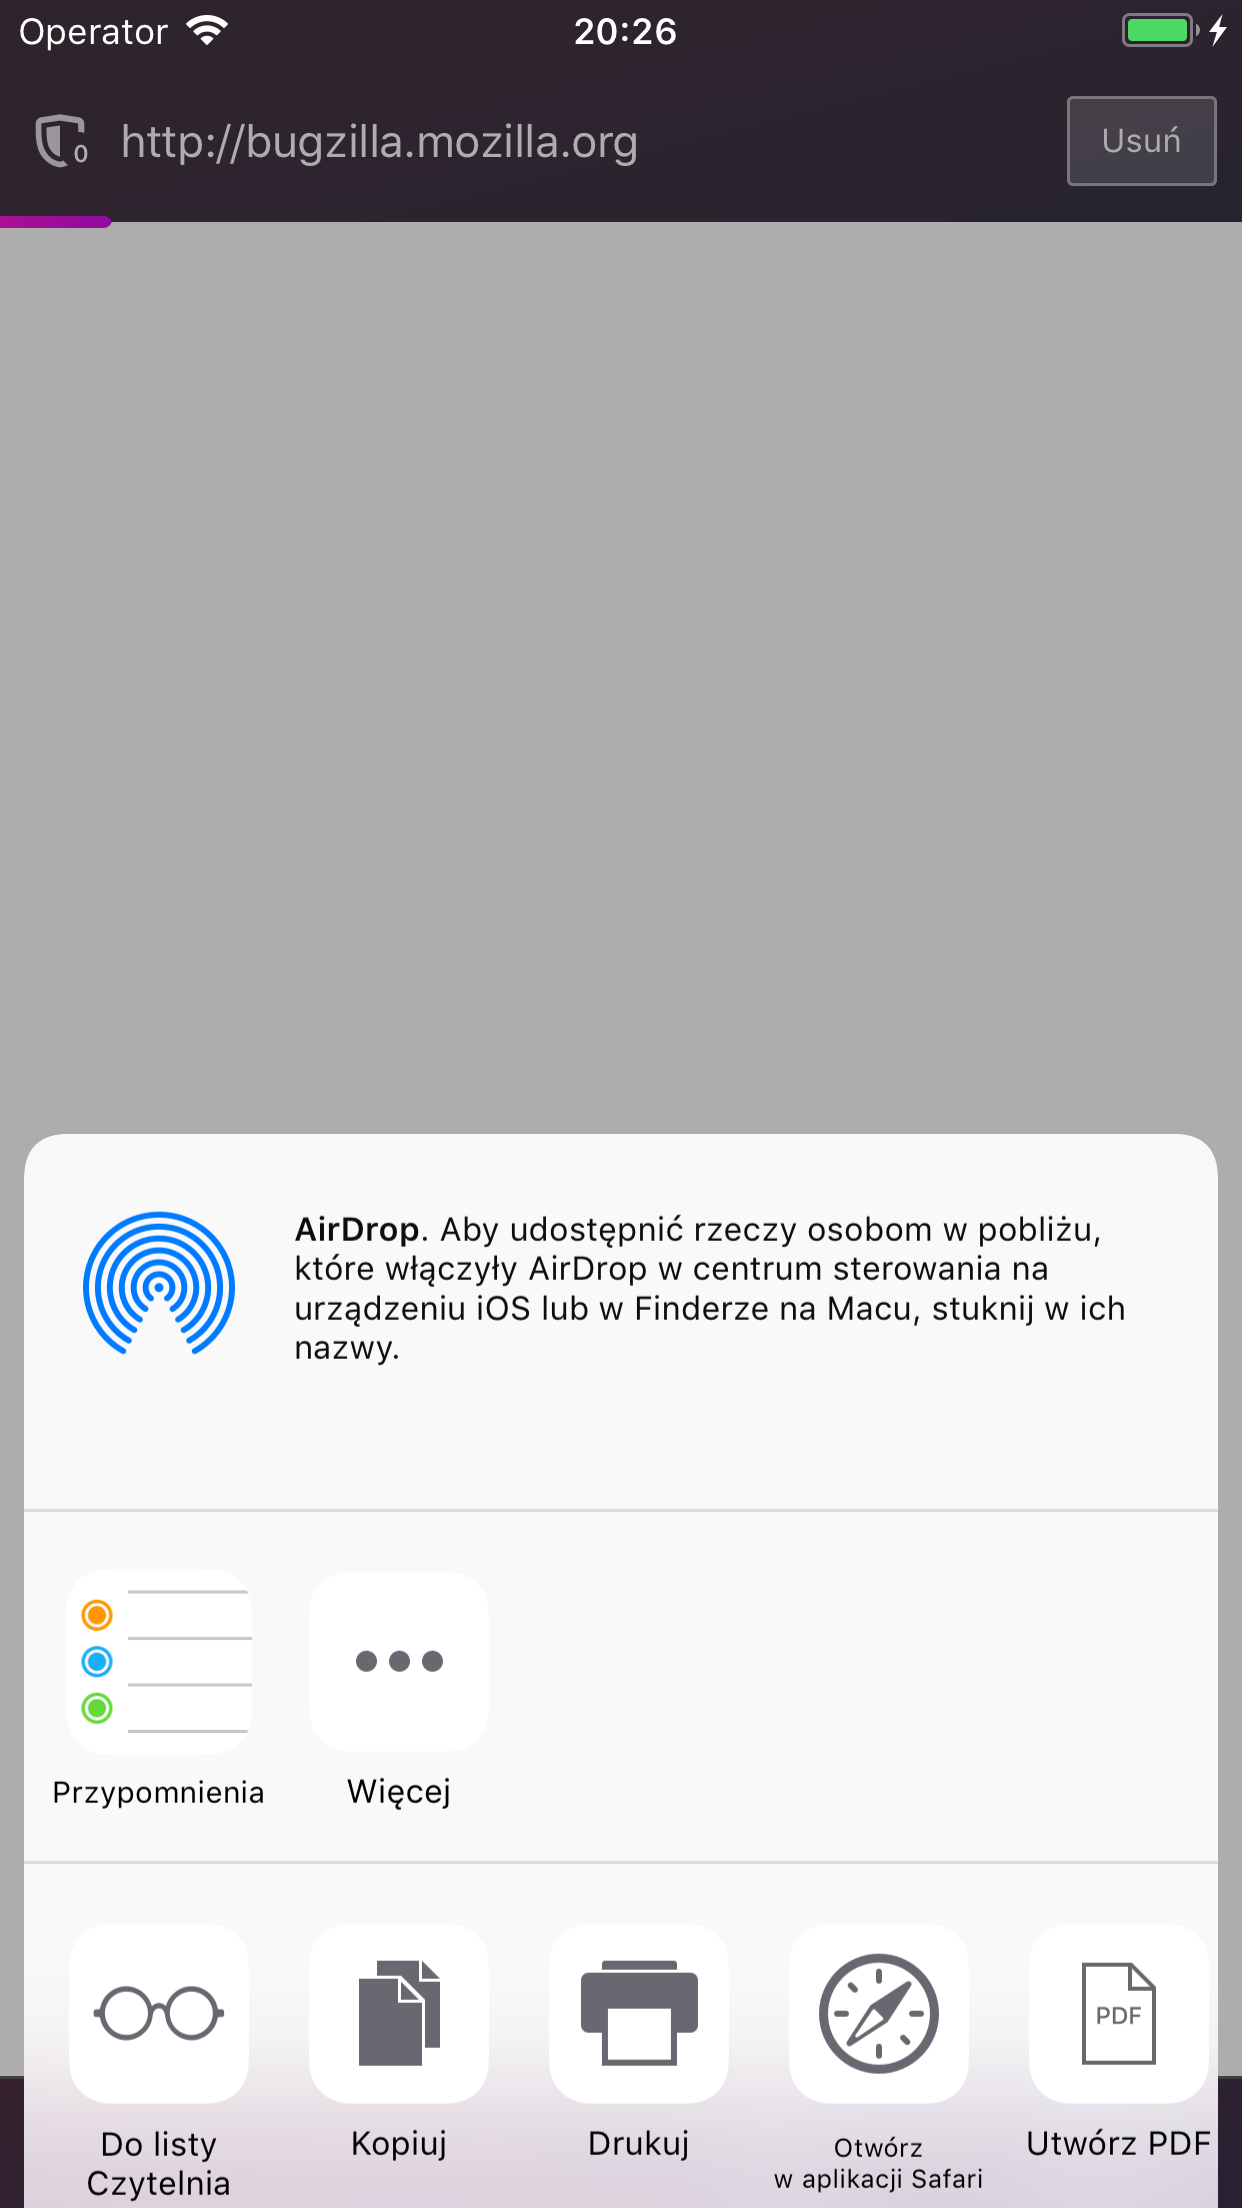 Operator
20:26
0
http://bugzilla.mozilla.org
Usuń
AirDrop. Aby udostępnić rzeczy osobom w pobliżu,
które włączyły AirDrop w centrum sterowania na
urządzeniu iOS lub w Finderze na Macu, stuknij w ich
nazwy.
Przypomnienia
Więcej
PDF
Do listy
Czytelnia
Kopiuj
Drukuj
Otwórz
w aplikacji Safari
Utwórz PDF